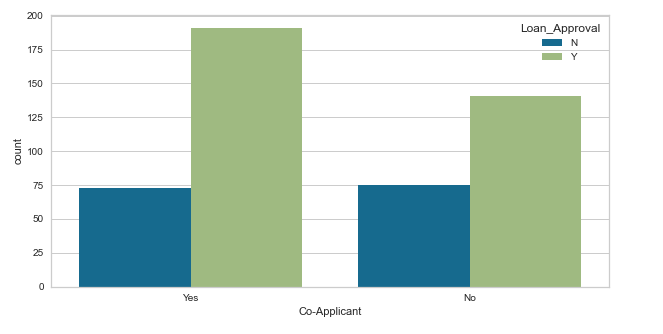 200
175
150
125
100
75
50
25
0
count
Loan_Approval
N
Y
Yes
No
Co-Applicant